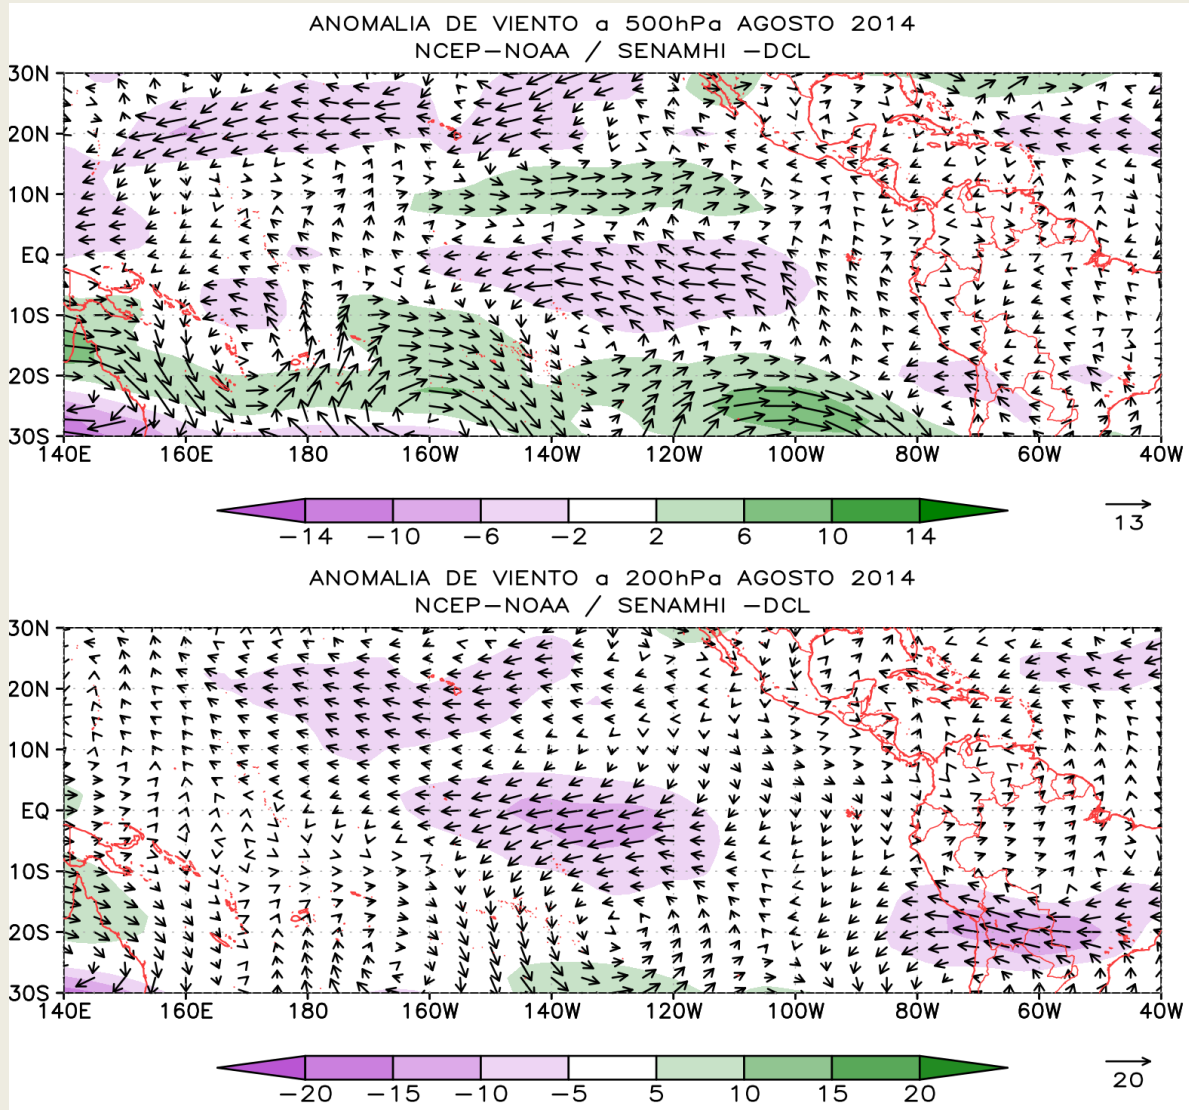 ANOMALIA DE VIENTO a 500hPa AGOSTO 2014
NCEP-NOAA / SENAMHI -DCL
30N
20N
10N
EQ
10S
20S
30S
140E 160E 180 160W 140W 120W 100W 80W 60W 40W
-14 -10 -6 -2 2 6 10 14
13
ANOMALIA DE VIENTO a 200hPa AGOSTO 2014
NCEP-NOAA / SENAMHI -DCL
30N
20N
10N
EQ
10S
20S
30S
140E 160E 180 160W 140W 120W 100W 80W 60W 40W
-20 -15 -10 -5 5 10 15 20
20